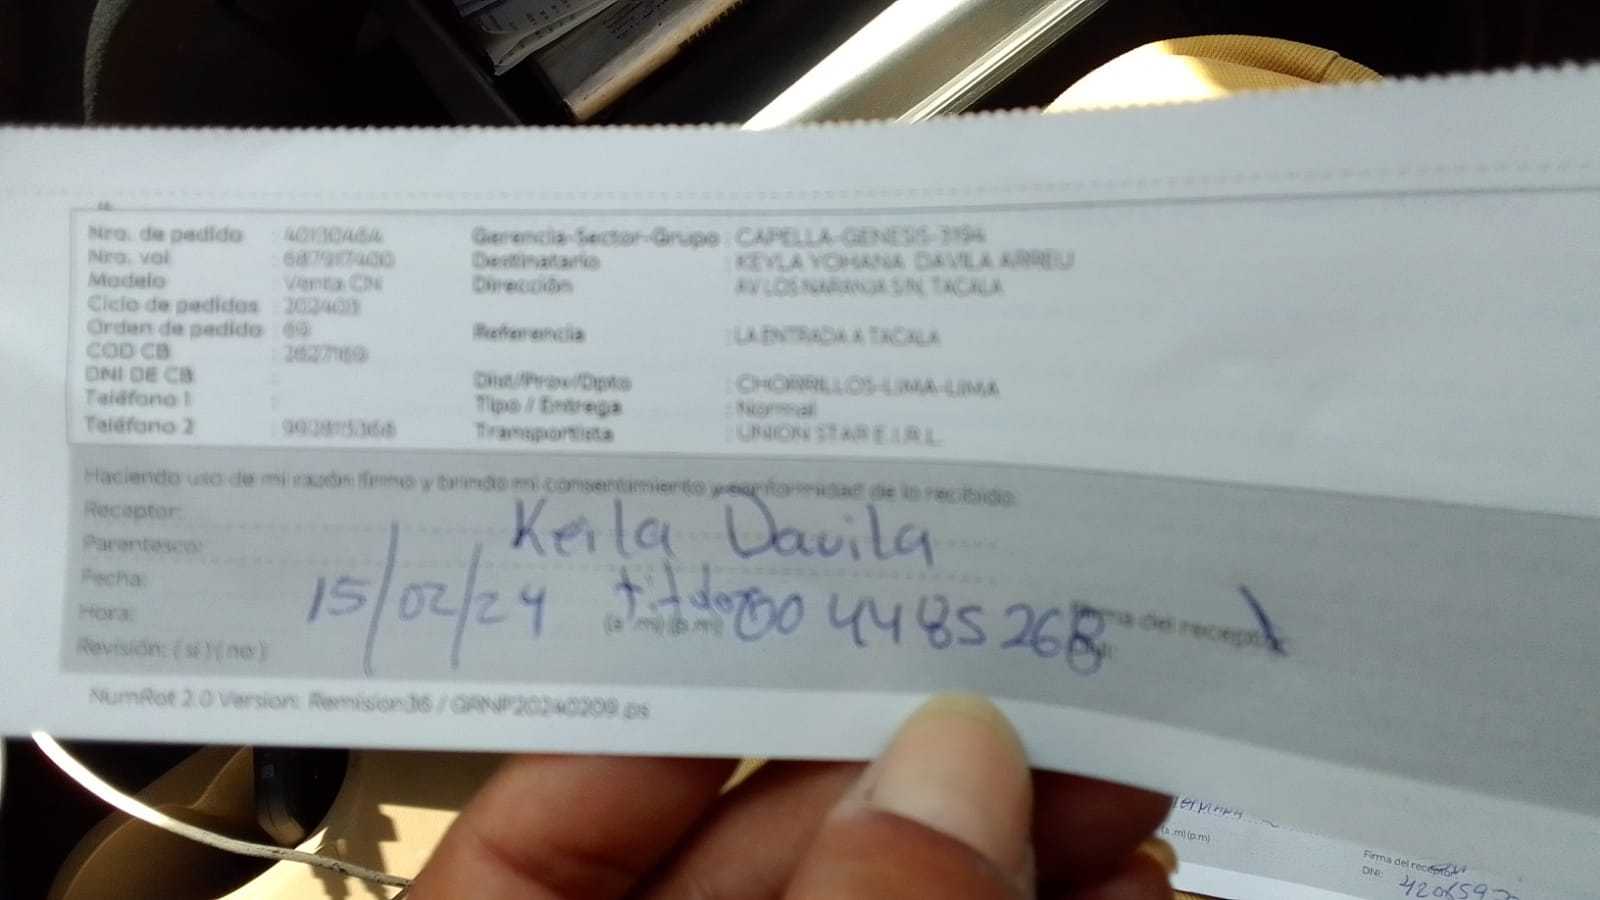 Nro. de pedido : 40130464 Gerencia-Sector-Grupo : CAPELLA-GENESIS-3194
Nro. vol : 687917400 Destinatario : KEYLA YOHANA DAVILA ARREU
Modelo : Venta CN Dirección : AV LOS NARANJA S/N, TACALA
Ciclo de pedidos : 202403
Orden de pedido : 69 Referencia : LA ENTRADA A TACALA
COD CB : 2627169
DNI DE CB : Dist/Prov/Dpto : CHORRILLOS-LIMA-LIMA
Teléfono 1 : Tipo / Entrega : Normal
Teléfono 2 : Transportista : UNION STAR E.I.R.L.
Haciendo uso de mi razón firmo y brindo mi consentimiento y conformidad de lo recibido
Receptor: Keila Davila
Parentesco:
Fecha: 15/02/24
Hora: (a .m) (p.m) 4485268 Firma del receptor:
Revisión: ( si ) ( no )
NumRot 2.0 Version: Remision36 / GRNP20240209.ps
(a .m) (p.m)
Firma del receptor
DNI: